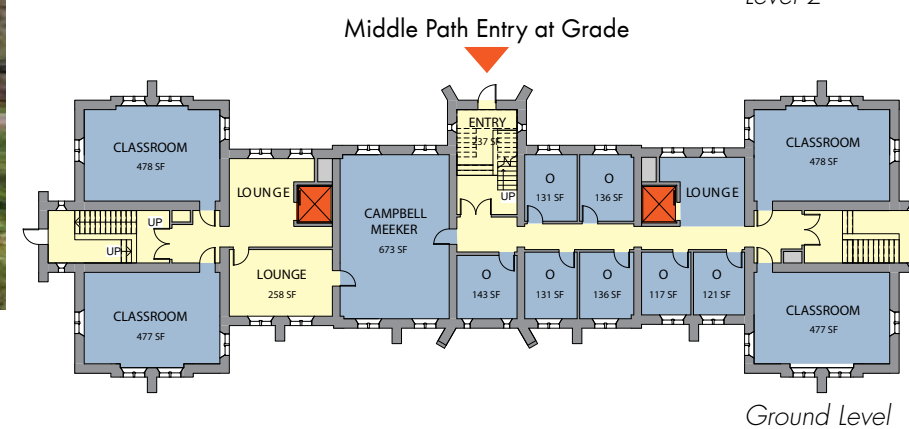 Level 2
Middle Path Entry at Grade
ENTRY
237 SF
CLASSROOM
478 SF
LOUNGE
CAMPBELL
MEEKER
673 SF
O
131 SF
O
136 SF
LOUNGE
CLASSROOM
478 SF
UP
UP
UP
LOUNGE
258 SF
CLASSROOM
477 SF
O
143 SF
O
131 SF
O
136 SF
O
117 SF
O
121 SF
CLASSROOM
477 SF
Ground Level